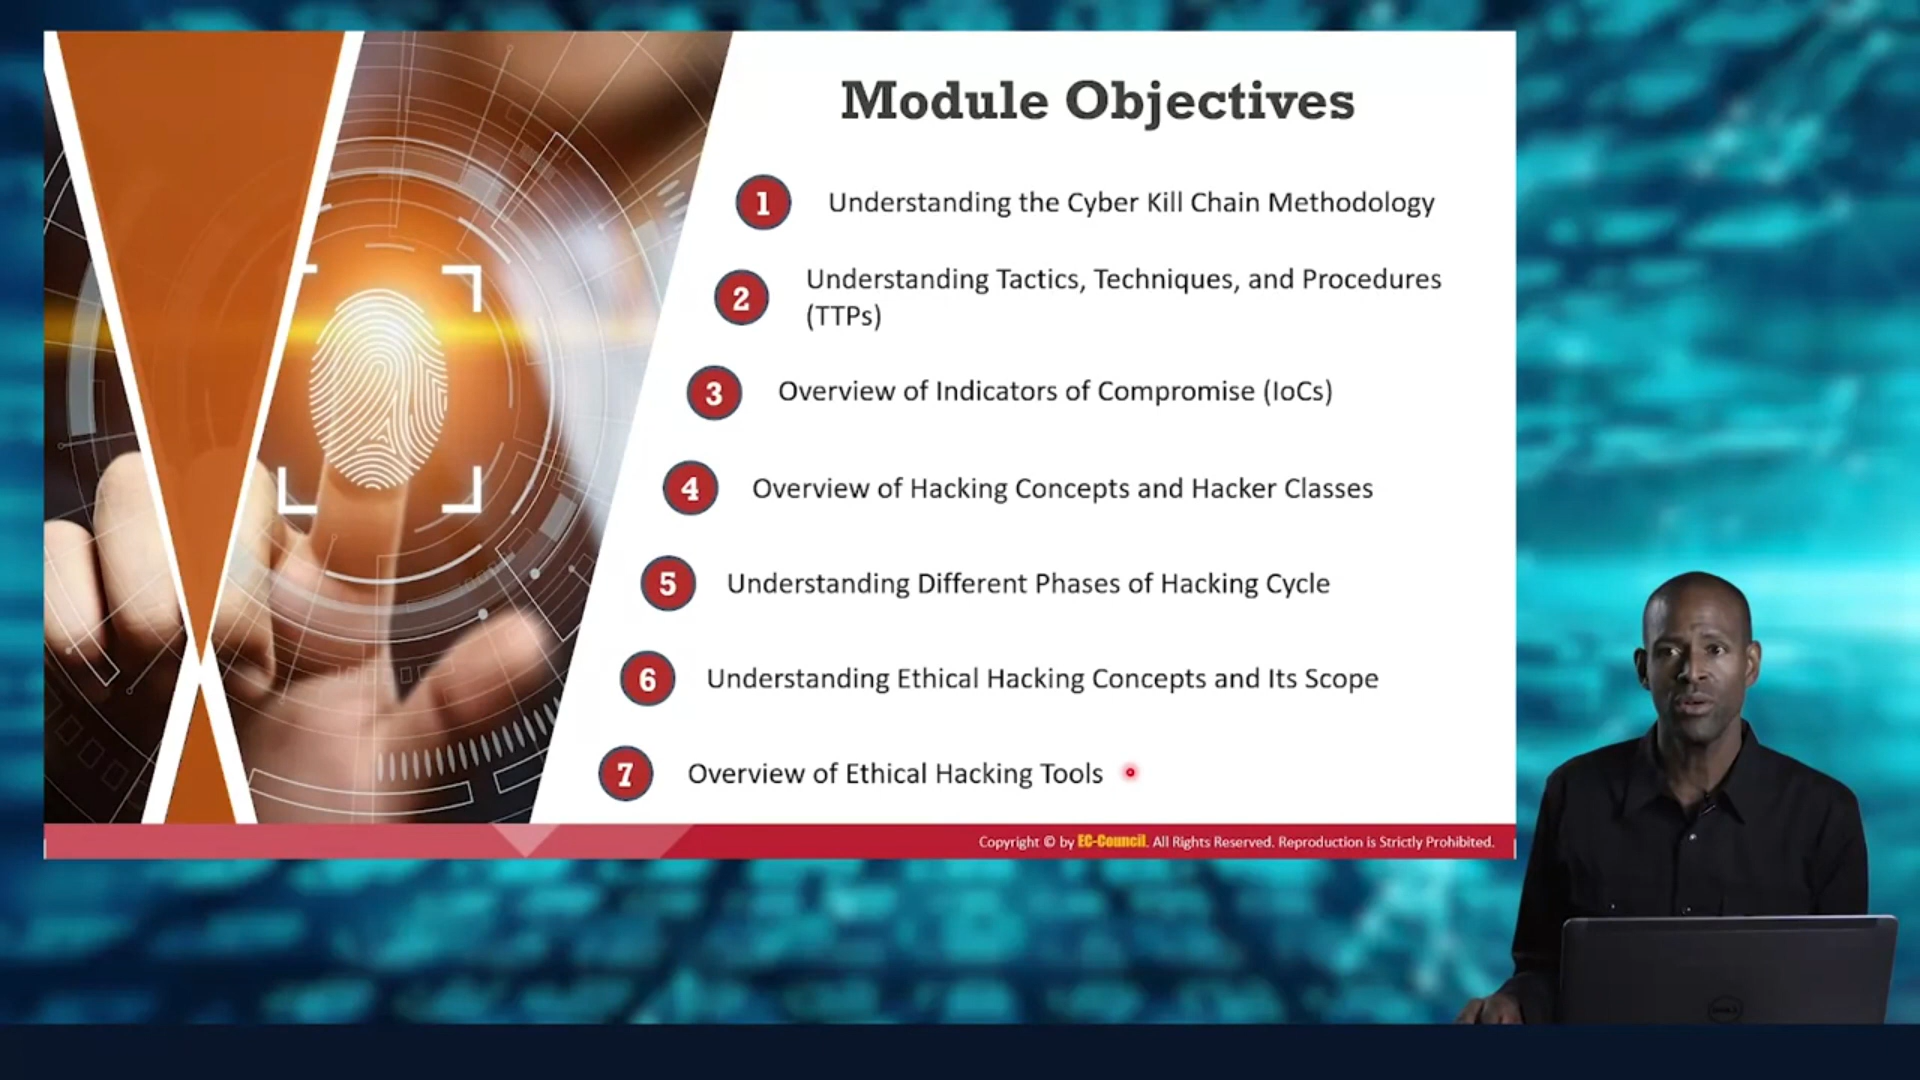 Module Objectives
1 Understanding the Cyber Kill Chain Methodology
2 Understanding Tactics, Techniques, and Procedures
(TTPs)
3 Overview of Indicators of Compromise (IoCs)
4 Overview of Hacking Concepts and Hacker Classes
5 Understanding Different Phases of Hacking Cycle
6 Understanding Ethical Hacking Concepts and Its Scope
7 Overview of Ethical Hacking Tools
Copyright © by EC-Council. All Rights Reserved. Reproduction is Strictly Prohibited.
DELL